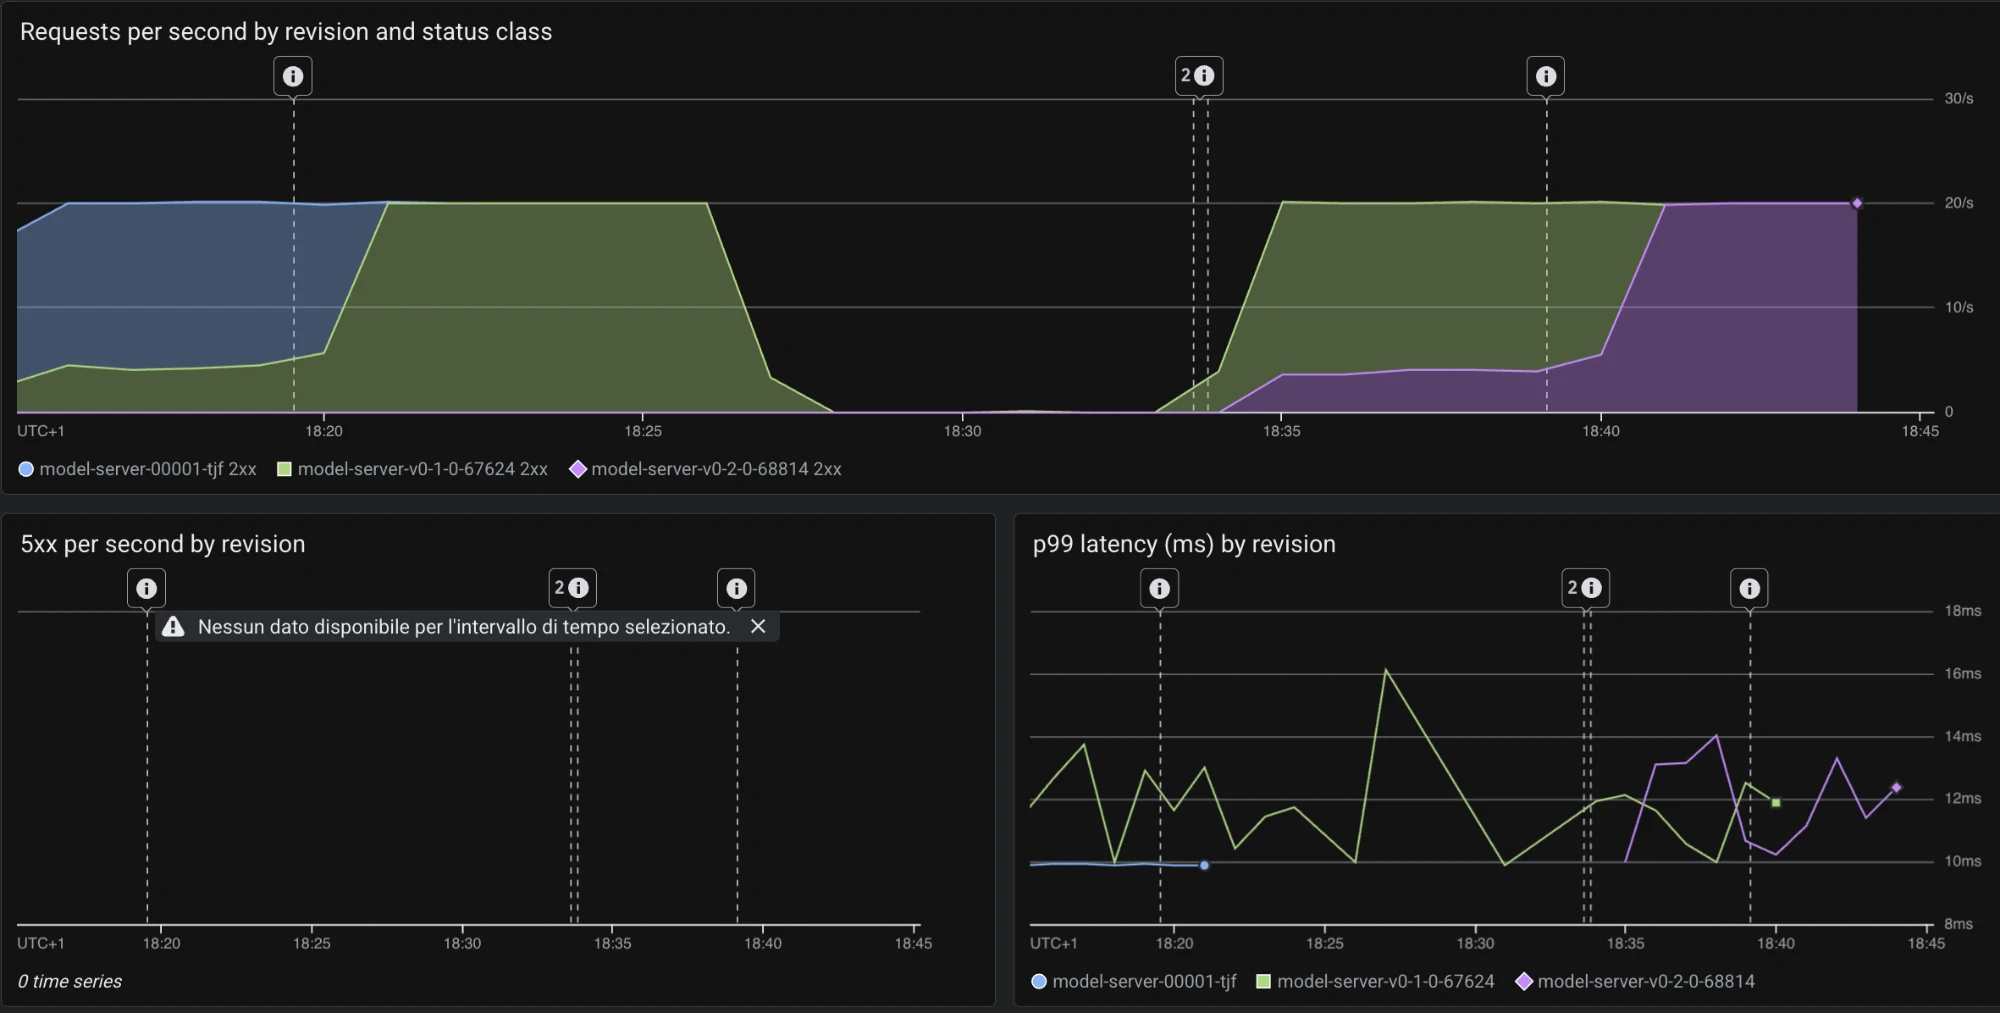 Requests per second by revision and status class
2
30/s
20/s
10/s
0
UTC+1 18:20 18:25 18:30 18:35 18:40 18:45
model-server-00001-tjf 2xx model-server-v0-1-0-67624 2xx model-server-v0-2-0-68814 2xx
5xx per second by revision
2
Nessun dato disponibile per l'intervallo di tempo selezionato.
UTC+1 18:20 18:25 18:30 18:35 18:40 18:45
0 time series
p99 latency (ms) by revision
2
18ms
16ms
14ms
12ms
10ms
8ms
UTC+1 18:20 18:25 18:30 18:35 18:40 18:45
model-server-00001-tjf model-server-v0-1-0-67624 model-server-v0-2-0-68814